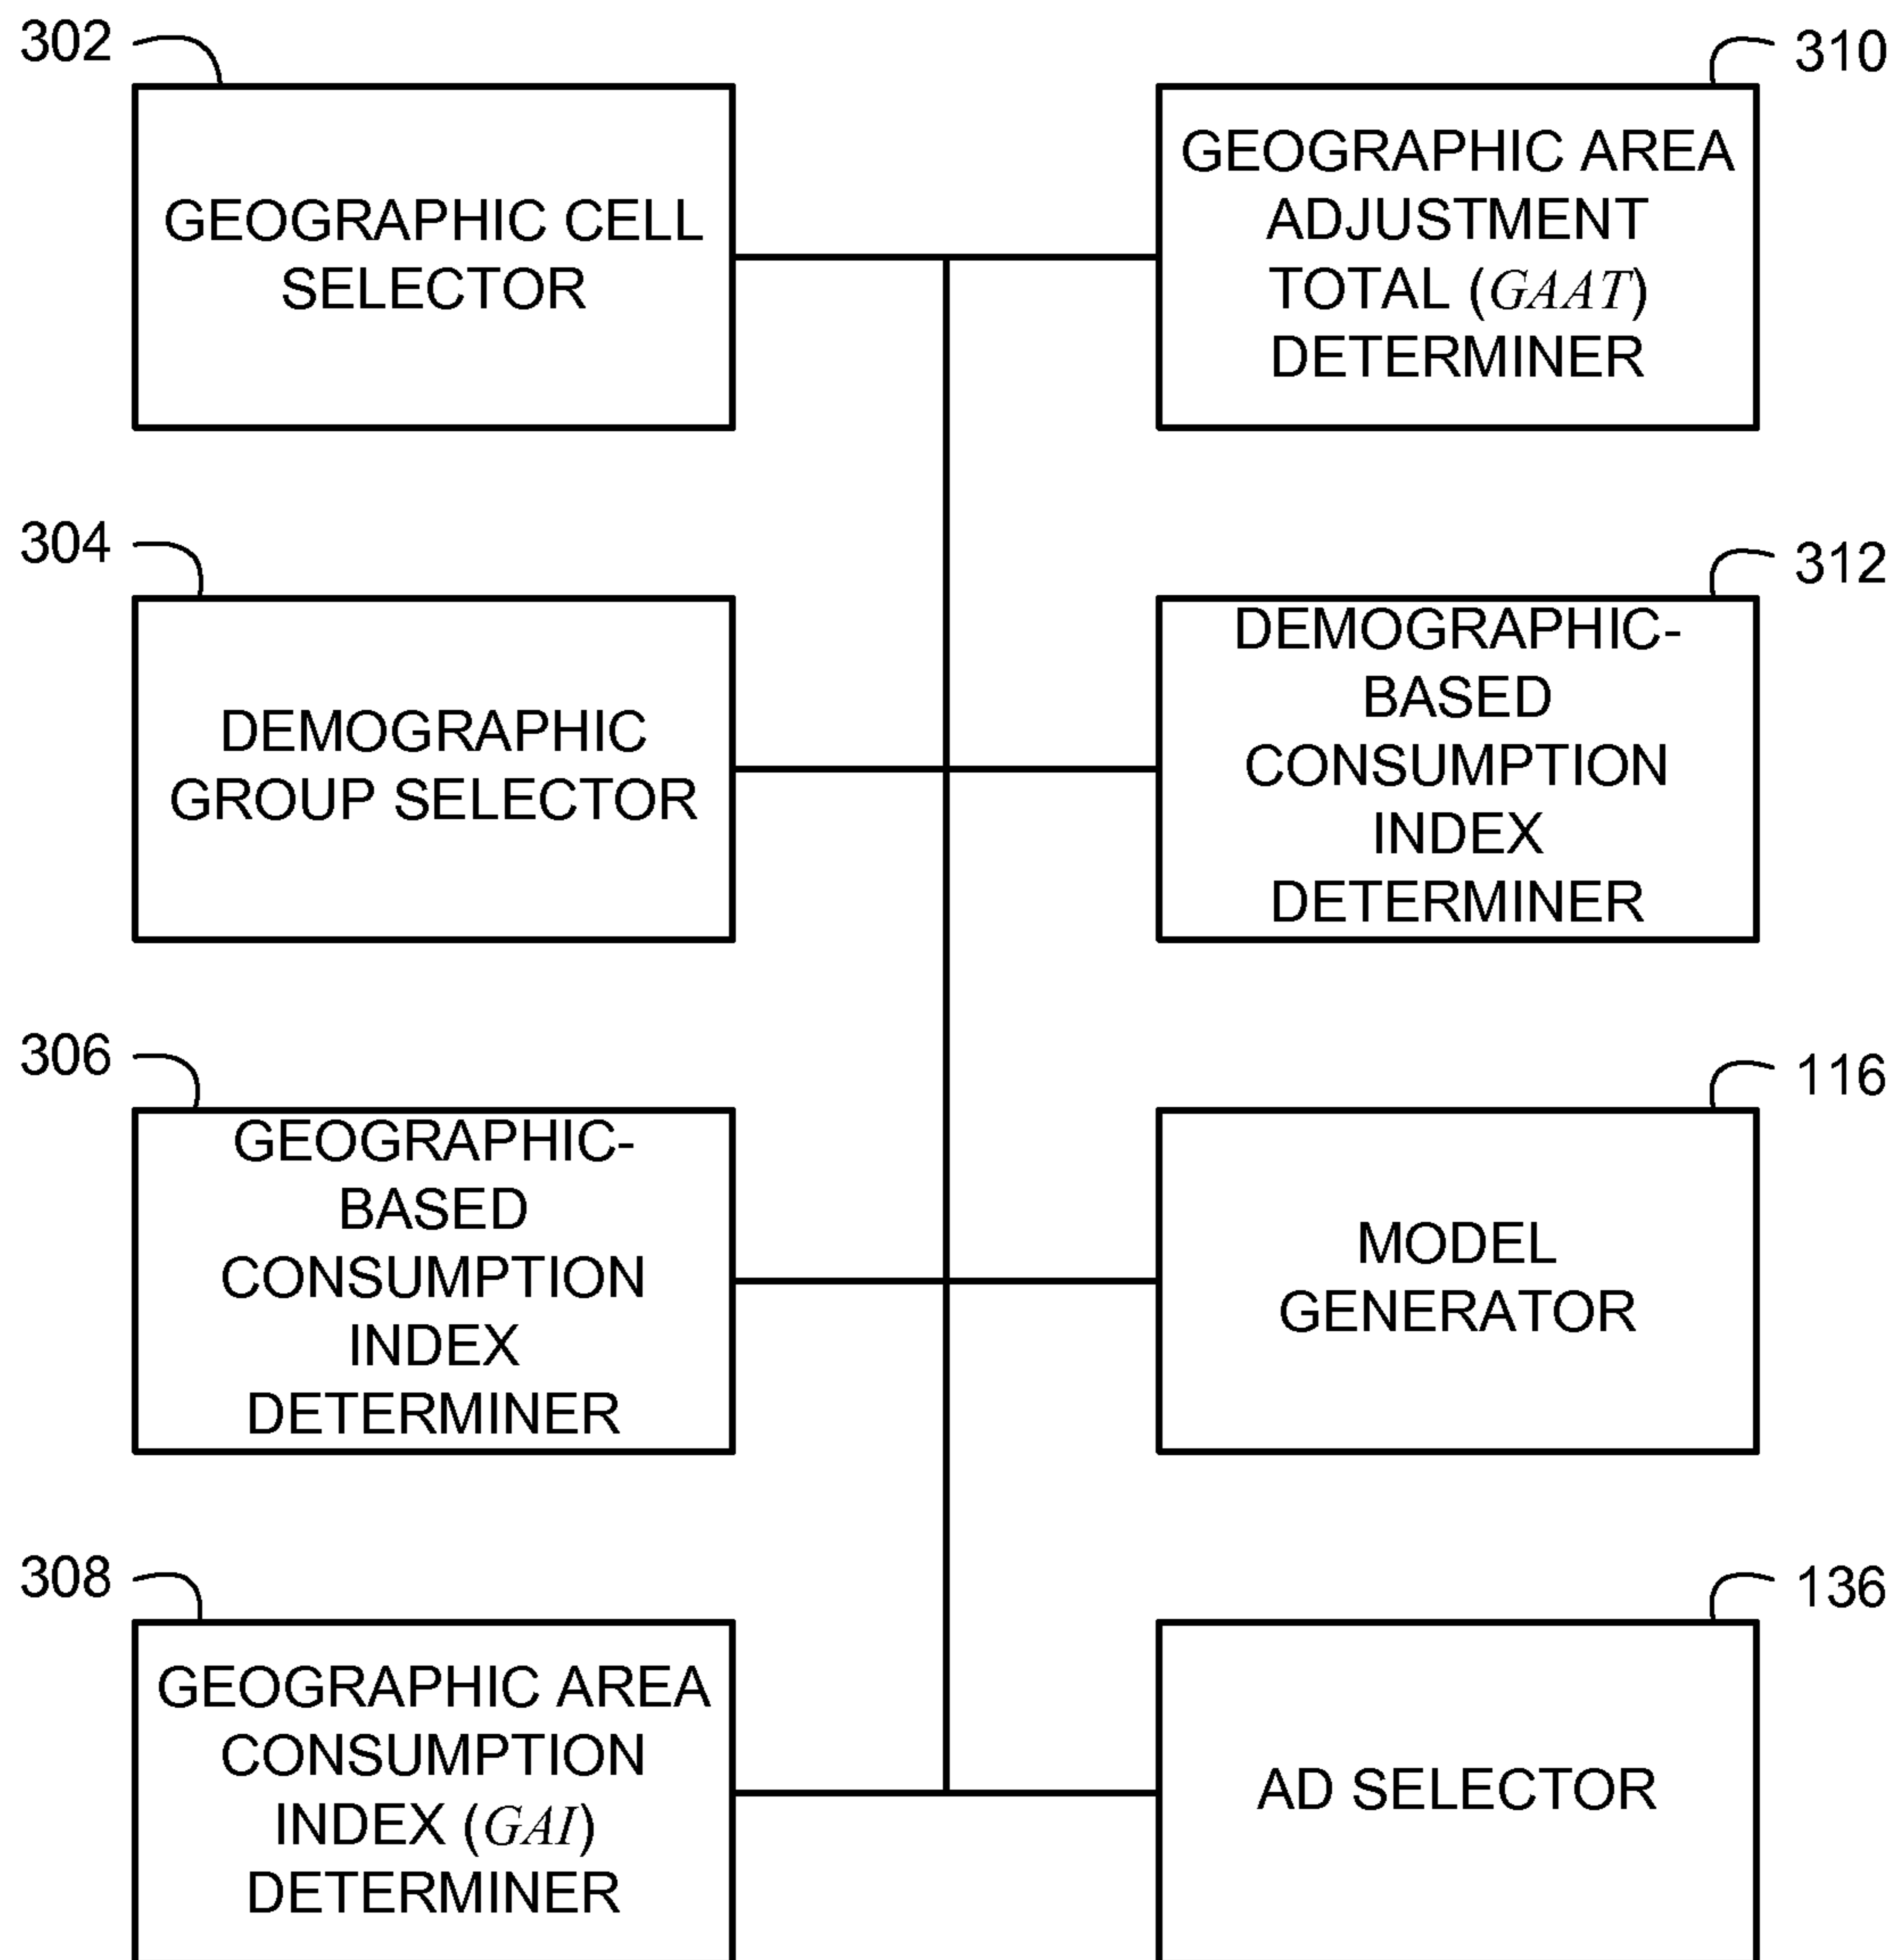 302
GEOGRAPHIC CELL
SELECTOR
310
GEOGRAPHIC AREA
ADJUSTMENT
TOTAL (GAAT)
DETERMINER
304
DEMOGRAPHIC
GROUP SELECTOR
312
DEMOGRAPHIC-
BASED
CONSUMPTION
INDEX
DETERMINER
306
GEOGRAPHIC-
BASED
CONSUMPTION
INDEX
DETERMINER
116
MODEL
GENERATOR
308
GEOGRAPHIC AREA
CONSUMPTION
INDEX (GAI)
DETERMINER
136
AD SELECTOR